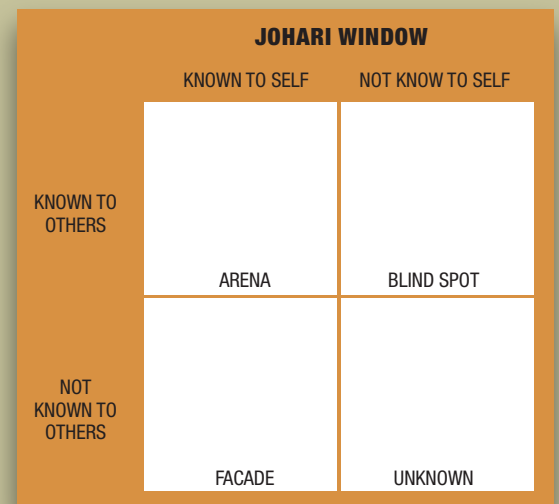 JOHARI WINDOW
KNOWN TO SELF NOT KNOW TO SELF
KNOWN TO
OTHERS
ARENA BLIND SPOT
NOT
KNOWN TO
OTHERS
FACADE UNKNOWN